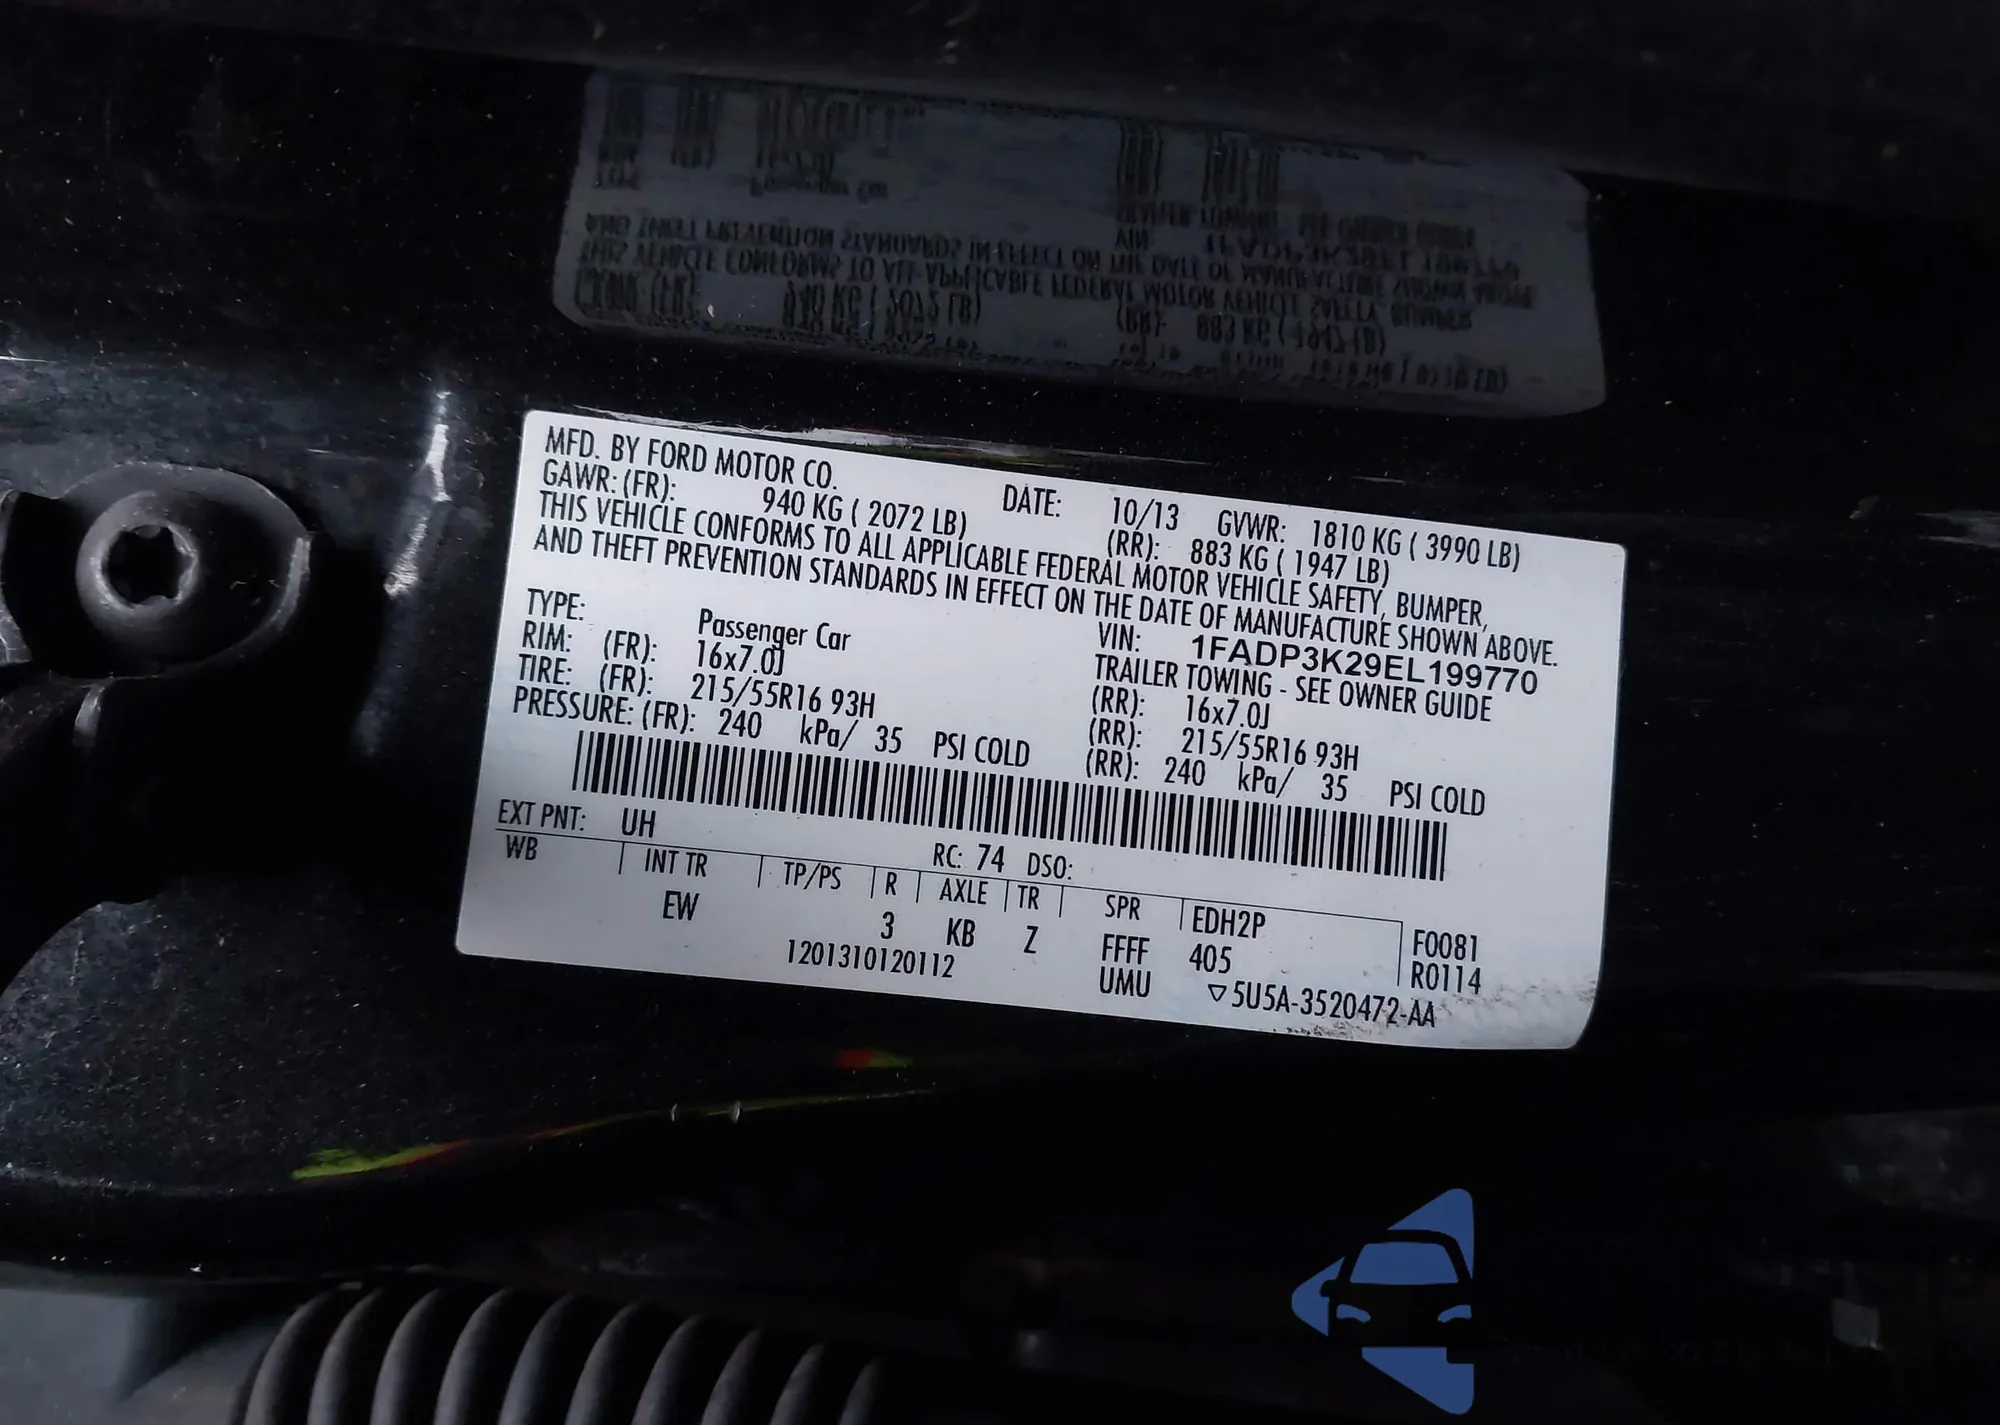 MFD. BY FORD MOTOR CO. DATE: 10/13 GVWR: 1810 KG ( 3990 LB)
GAWR: (FR): 940 KG ( 2072 LB) (RR): 883 KG ( 1947 LB)
THIS VEHICLE CONFORMS TO ALL APPLICABLE FEDERAL MOTOR VEHICLE SAFETY, BUMPER,
AND THEFT PREVENTION STANDARDS IN EFFECT ON THE DATE OF MANUFACTURE SHOWN ABOVE.
VIN: 1FADP3K29EL199770
TYPE: Passenger Car TRAILER TOWING - SEE OWNER GUIDE
RIM: (FR): 16x7.0J (RR): 16x7.0J
TIRE: (FR): 215/55R16 93H (RR): 215/55R16 93H
PRESSURE: (FR): 240 kPa/ 35 PSI COLD (RR): 240 kPa/ 35 PSI COLD
EXT PNT: UH RC: 74 DSO:
WB INT TR TP/PS R AXLE TR SPR EDH2P F0081
EW 3 KB Z FFFF 405 R0114
1201310120112 UMU ▽5U5A-3520472-AA